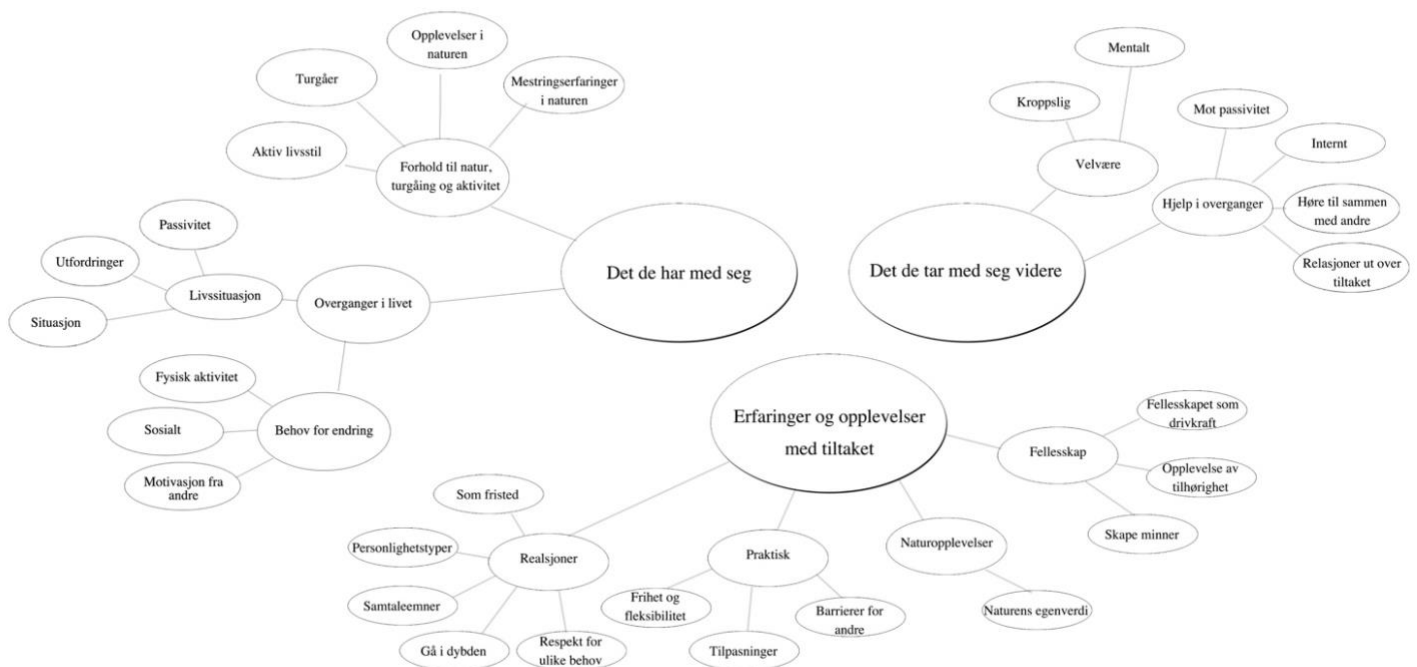 Opplevelser i
naturen
Turgåer
Mestringserfaringer
i naturen
Aktiv livsstil
Forhold til natur,
turgåing og aktivitet
Det de har med seg
Passivitet
Utfordringer
Situasjon
Livssituasjon
Overganger i livet
Fysisk aktivitet
Sosialt
Motivasjon fra
andre
Behov for endring
Mentalt
Kroppslig
Velvære
Mot passivitet
Internt
Hjelp i overganger
Høre til sammen
med andre
Relasjoner ut over
tiltaket
Det de tar med seg videre
Erfaringer og opplevelser
med tiltaket
Fellesskapet som
drivkraft
Fellesskap
Opplevelse av
tilhørighet
Skape minner
Som fristed
Personlighetstyper
Realsjoner
Samtaleemner
Gå i dybden
Respekt for
ulike behov
Praktisk
Frihet og
fleksibilitet
Tilpasninger
Barrierer for
andre
Naturopplevelser
Naturens egenverdi